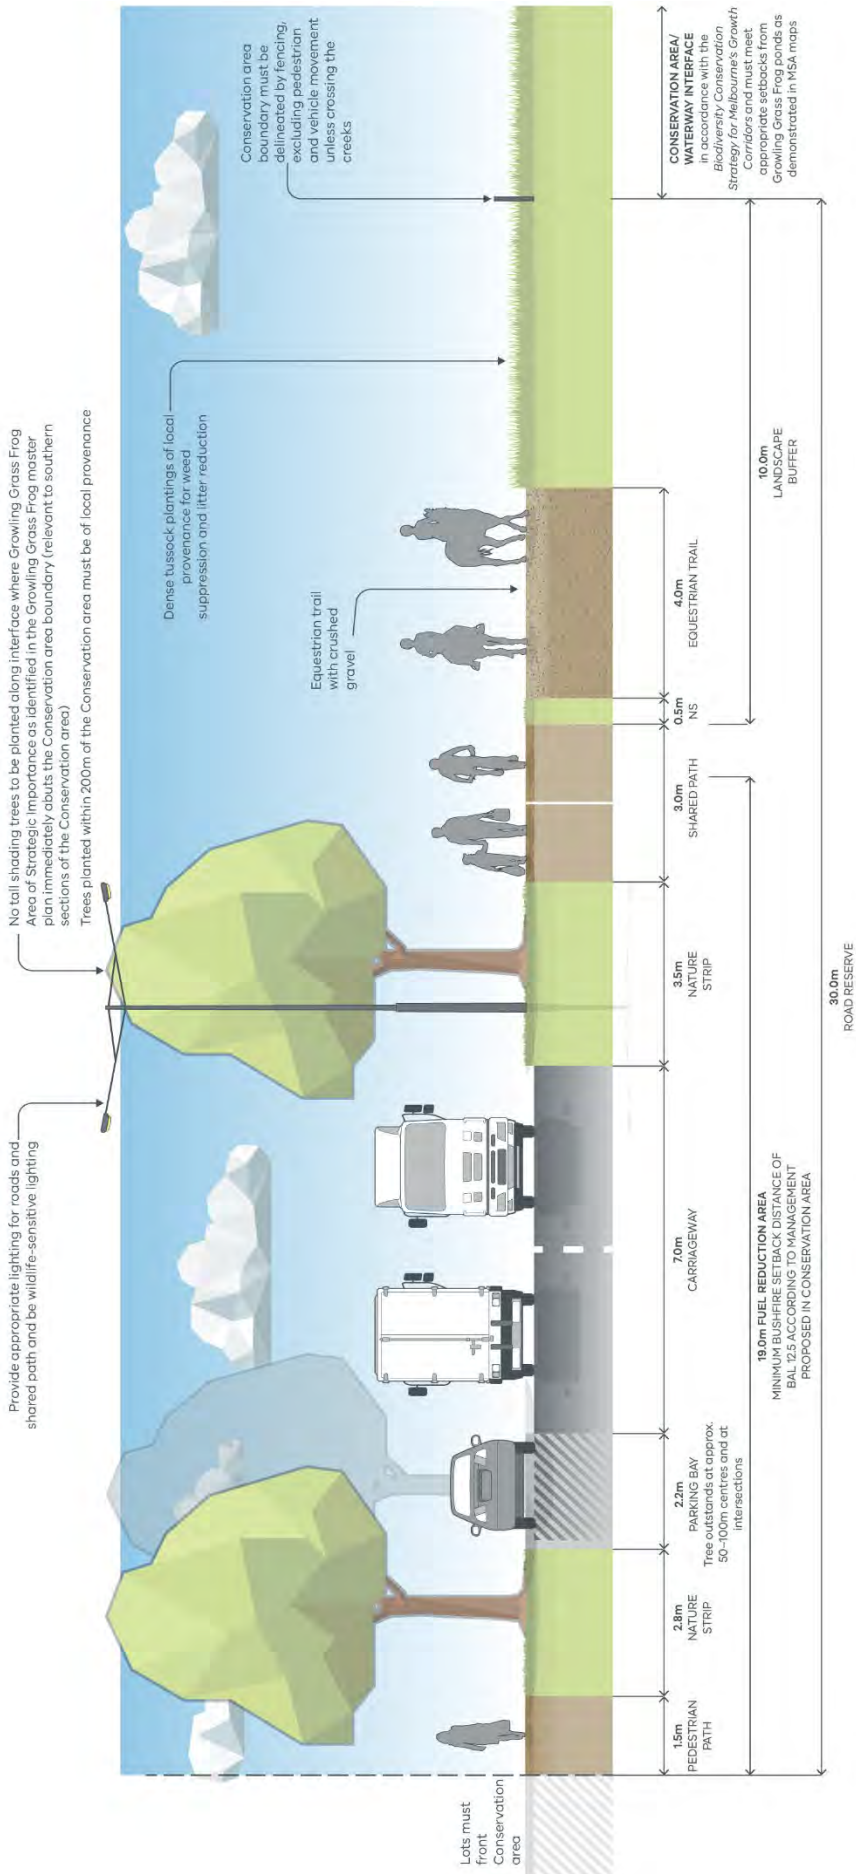 Provide appropriate lighting for roads and
shared path and be wildlife-sensitive lighting
No tall shading trees to be planted along interface where Growling Grass Frog
Area of Strategic Importance as identified in the Growling Grass Frog master
plan immediately abuts the Conservation area boundary (relevant to southern
sections of the Conservation area)
Trees planted within 200m of the Conservation area must be of local provenance
Dense tussock plantings of local
provenance for weed
suppression and litter reduction
Conservation area
boundary must be
delineated by fencing,
excluding pedestrian
and vehicle movement
unless crossing the
creeks
Equestrian trail
with crushed
gravel
Lots must
front
Conservation
area
1.5m
PEDESTRIAN
PATH
2.8m
NATURE
STRIP
2.2m
PARKING BAY
Tree outstands at approx.
50–100m centres and at
intersections
7.0m
CARRIAGEWAY
3.5m
NATURE
STRIP
3.0m
SHARED PATH
0.5m
NS
4.0m
EQUESTRIAN TRAIL
CONSERVATION AREA/
WATERWAY INTERFACE
in accordance with the
Biodiversity Conservation
Strategy for Melbourne's Growth
Corridors and must meet
appropriate setbacks from
Growling Grass Frog ponds as
demonstrated in MSA maps
19.0m FUEL REDUCTION AREA
MINIMUM BUSHFIRE SETBACK DISTANCE OF
BAL 12.5 ACCORDING TO MANAGEMENT
PROPOSED IN CONSERVATION AREA
10.0m
LANDSCAPE
BUFFER
30.0m
ROAD RESERVE